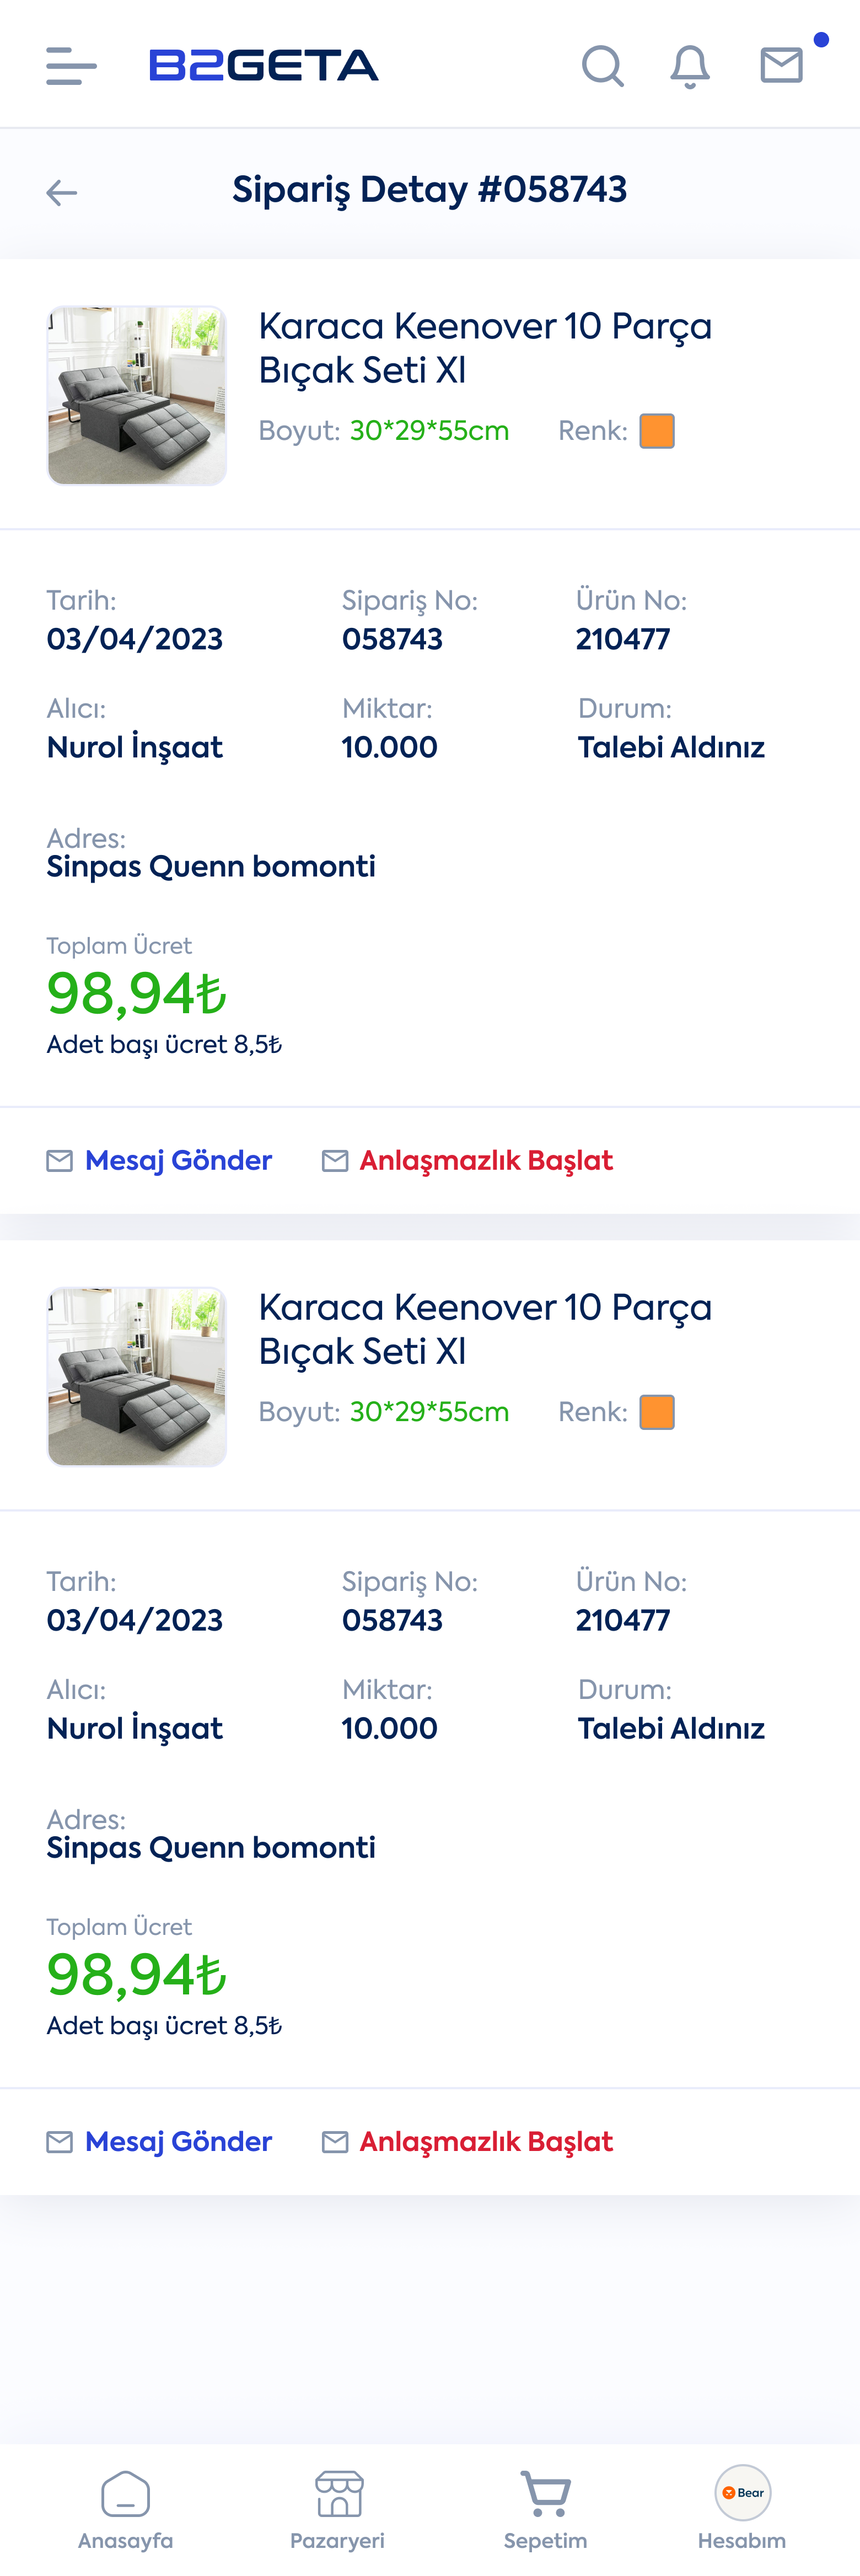 B2GETA
Sipariş Detay #058743
Karaca Keenover 10 Parça
Bıçak Seti Xl
Boyut: 30*29*55cm Renk:
Tarih: Sipariş No: Ürün No:
03/04/2023 058743 210477
Alıcı: Miktar: Durum:
Nurol İnşaat 10.000 Talebi Aldınız
Adres:
Sinpas Quenn bomonti
Toplam Ücret
98,94₺
Adet başı ücret 8,5₺
Mesaj Gönder Anlaşmazlık Başlat
Karaca Keenover 10 Parça
Bıçak Seti Xl
Boyut: 30*29*55cm Renk:
Tarih: Sipariş No: Ürün No:
03/04/2023 058743 210477
Alıcı: Miktar: Durum:
Nurol İnşaat 10.000 Talebi Aldınız
Adres:
Sinpas Quenn bomonti
Toplam Ücret
98,94₺
Adet başı ücret 8,5₺
Mesaj Gönder Anlaşmazlık Başlat
Bear
Anasayfa Pazaryeri Sepetim Hesabım